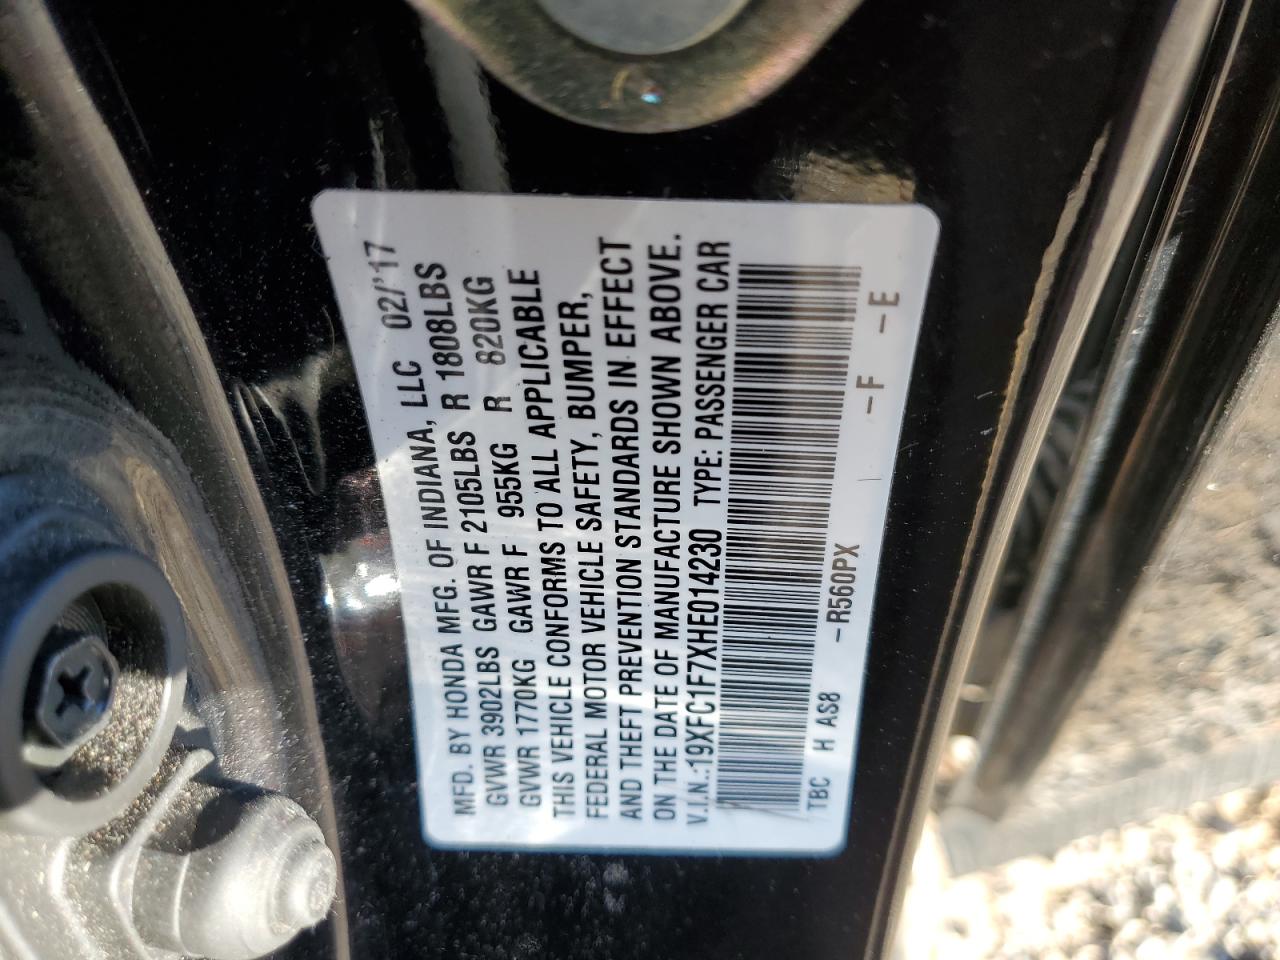 MFD. BY HONDA MFG. OF INDIANA, LLC 02/'17
GVWR 3902LBS GAWR F 2105LBS R 1808LBS
GVWR 1770KG GAWR F 955KG R 820KG
THIS VEHICLE CONFORMS TO ALL APPLICABLE
FEDERAL MOTOR VEHICLE SAFETY, BUMPER,
AND THEFT PREVENTION STANDARDS IN EFFECT
ON THE DATE OF MANUFACTURE SHOWN ABOVE.
V.I.N.:19XFC1F7XHE014230 TYPE: PASSENGER CAR
TBC H AS8 -R560PX -F -E